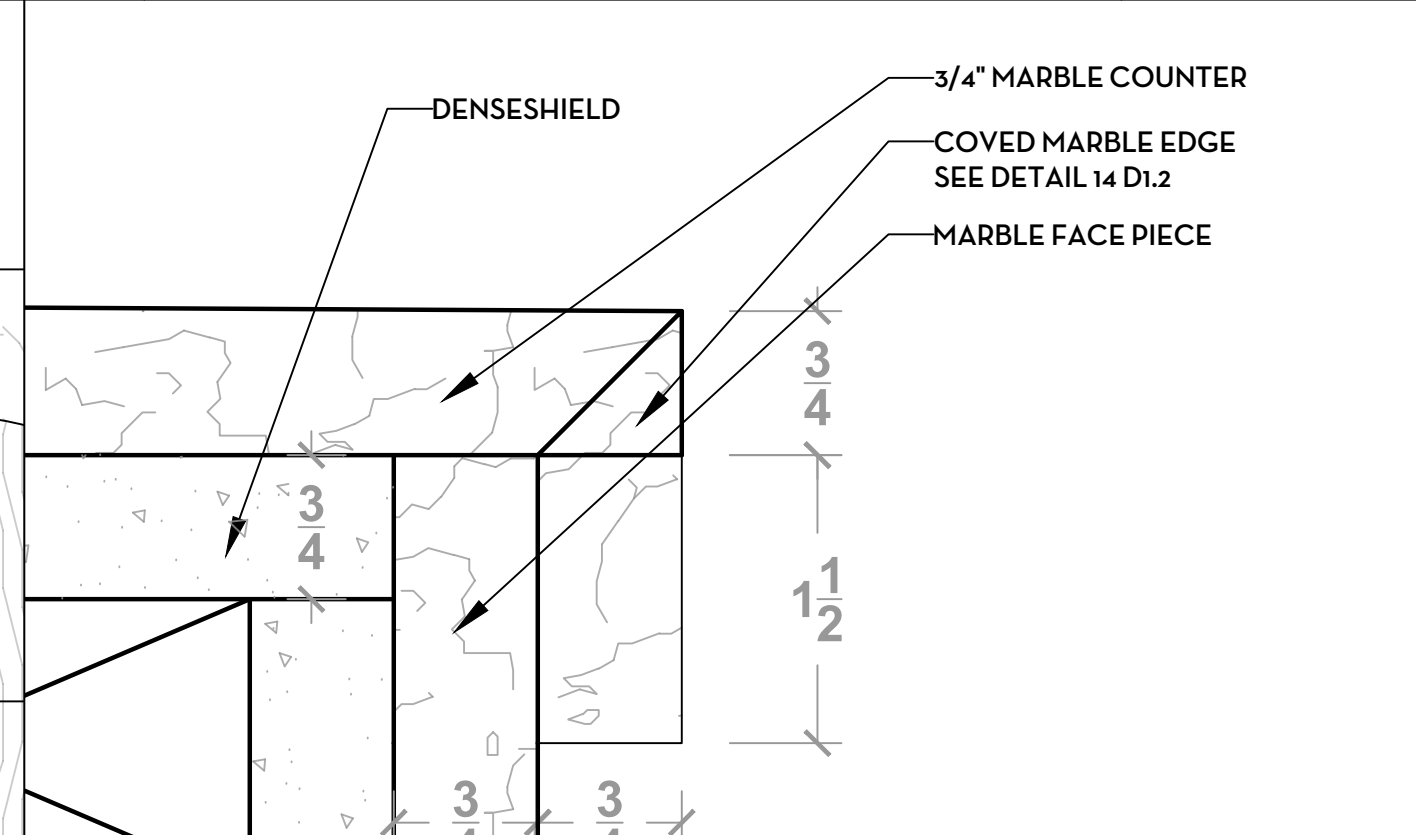 3/4" MARBLE COUNTER
DENSESHIELD
COVED MARBLE EDGE
SEE DETAIL 14 D1.2
MARBLE FACE PIECE
3/4
3/4
1 1/2
3
3